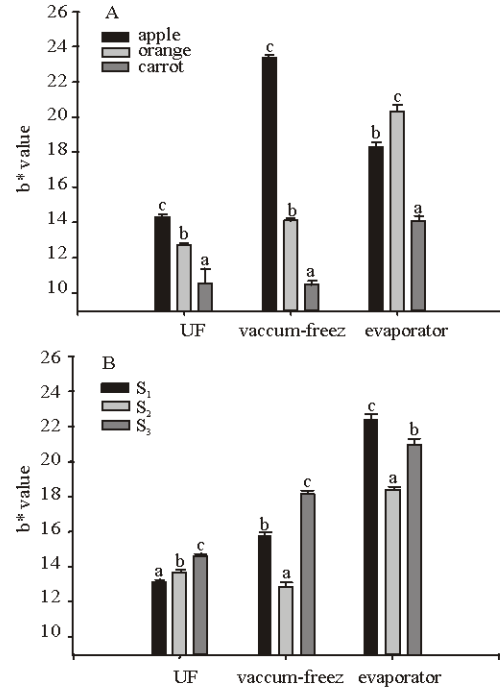 A
26
24
22
20
18
16
14
12
10
b* value
apple
orange
carrot
c
b
a
c
b
a
b
c
a
UF vaccum-freez evaporator
B
26
24
22
20
18
16
14
12
10
b* value
S1
S2
S3
a
b
c
b
a
c
c
a
b
UF vaccum-freez evaporator